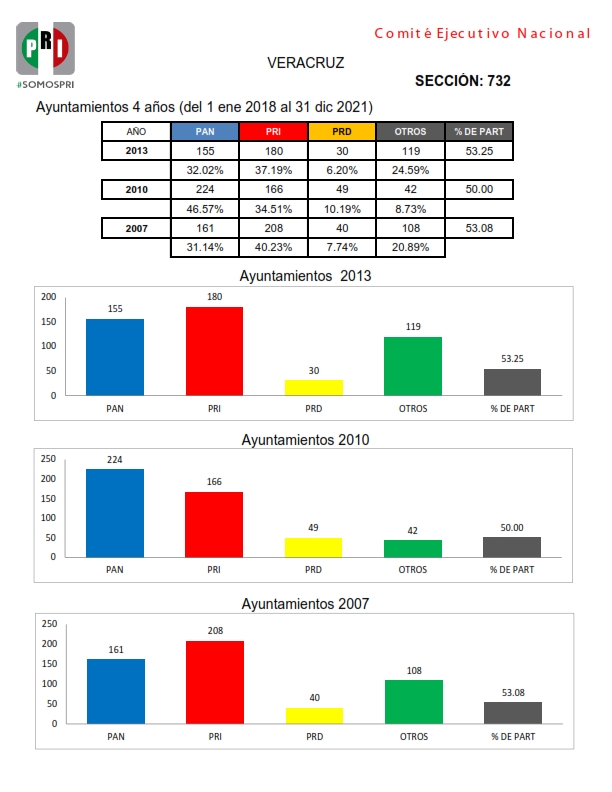 Comité Ejecutivo Nacional
PRI
#SOMOSPRI
VERACRUZ
SECCIÓN: 732
Ayuntamientos 4 años (del 1 ene 2018 al 31 dic 2021)
AÑO PAN PRI PRD OTROS % DE PART
2013 155 180 30 119 53.25
32.02% 37.19% 6.20% 24.59%
2010 224 166 49 42 50.00
46.57% 34.51% 10.19% 8.73%
2007 161 208 40 108 53.08
31.14% 40.23% 7.74% 20.89%
Ayuntamientos 2013
200
150
100
50
0
155 180 30 119 53.25
PAN PRI PRD OTROS % DE PART
Ayuntamientos 2010
250
200
150
100
50
0
224 166 49 42 50.00
PAN PRI PRD OTROS % DE PART
Ayuntamientos 2007
250
200
150
100
50
0
161 208 40 108 53.08
PAN PRI PRD OTROS % DE PART